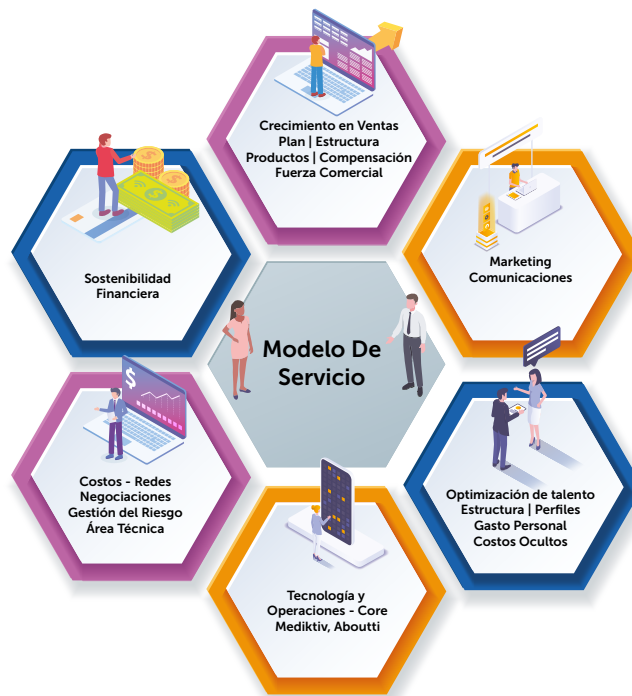 Crecimiento en Ventas
Plan | Estructura
Productos | Compensación
Fuerza Comercial
Sostenibilidad
Financiera
Marketing
Comunicaciones
Modelo De
Servicio
$
Costos - Redes
Negociaciones
Gestión del Riesgo
Área Técnica
Optimización de talento
Estructura | Perfiles
Gasto Personal
Costos Ocultos
Tecnología y
Operaciones - Core
Mediktiv, Aboutti